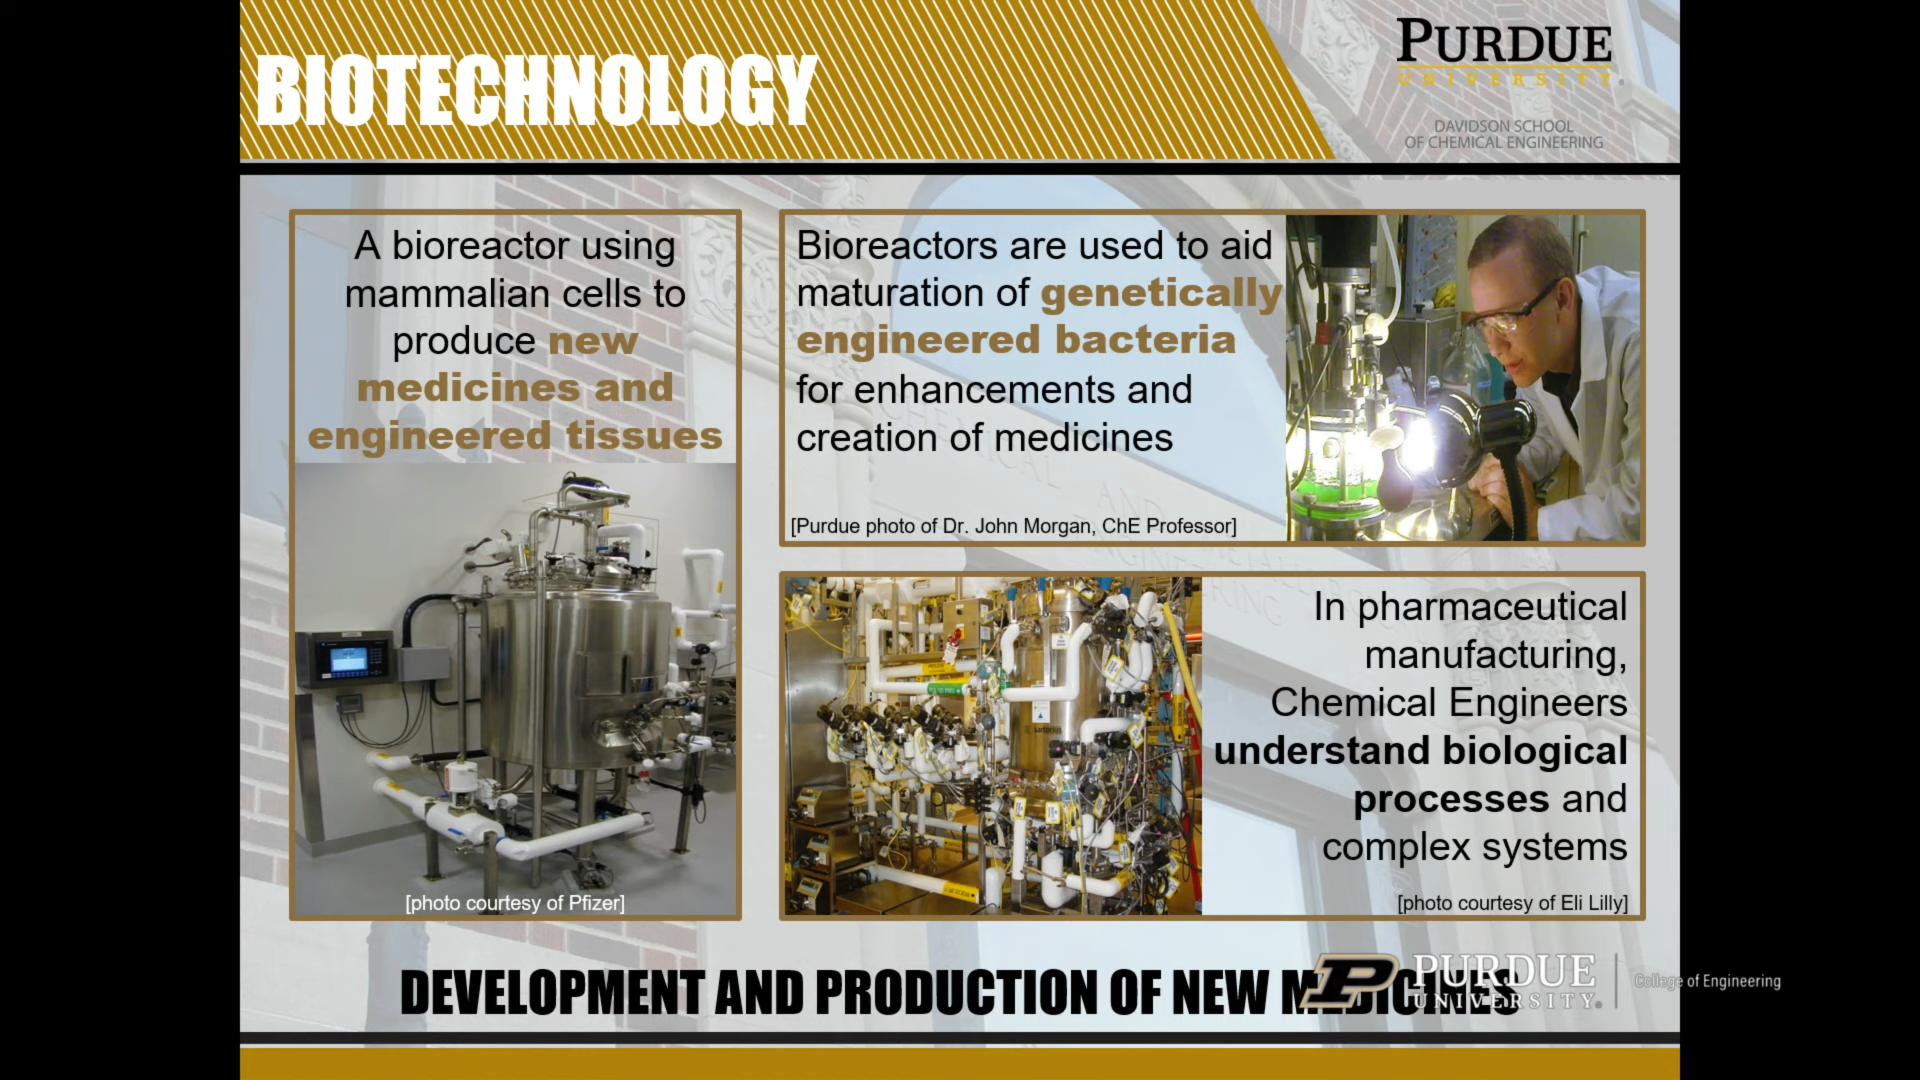 BIOTECHNOLOGY
PURDUE
UNIVERSITY
DAVIDSON SCHOOL
OF CHEMICAL ENGINEERING
A bioreactor using
mammalian cells to
produce new
medicines and
engineered tissues
[photo courtesy of Pfizer]
Bioreactors are used to aid
maturation of genetically
engineered bacteria
for enhancements and
creation of medicines
[Purdue photo of Dr. John Morgan, ChE Professor]
In pharmaceutical
manufacturing,
Chemical Engineers
understand biological
processes and
complex systems
[photo courtesy of Eli Lilly]
DEVELOPMENT AND PRODUCTION OF NEW MEDICINES
PURDUE
UNIVERSITY
College of Engineering